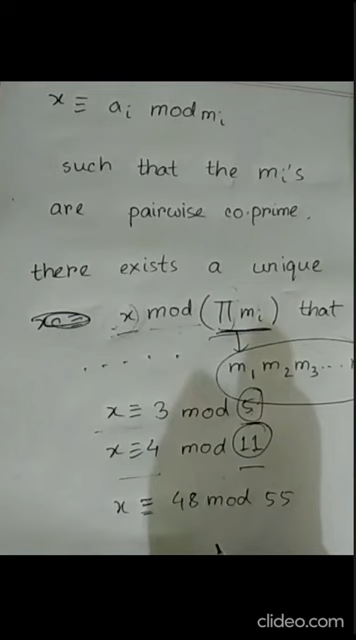 x ≡ aᵢ mod mᵢ
such that the mᵢ's
are pairwise co-prime.
there exists a unique
x mod (∏ mᵢ) that
. . . . .
m₁ m₂ m₃ ...
x ≡ 3 mod 5
x ≡ 4 mod 11
x ≡ 48 mod 55
clideo.com